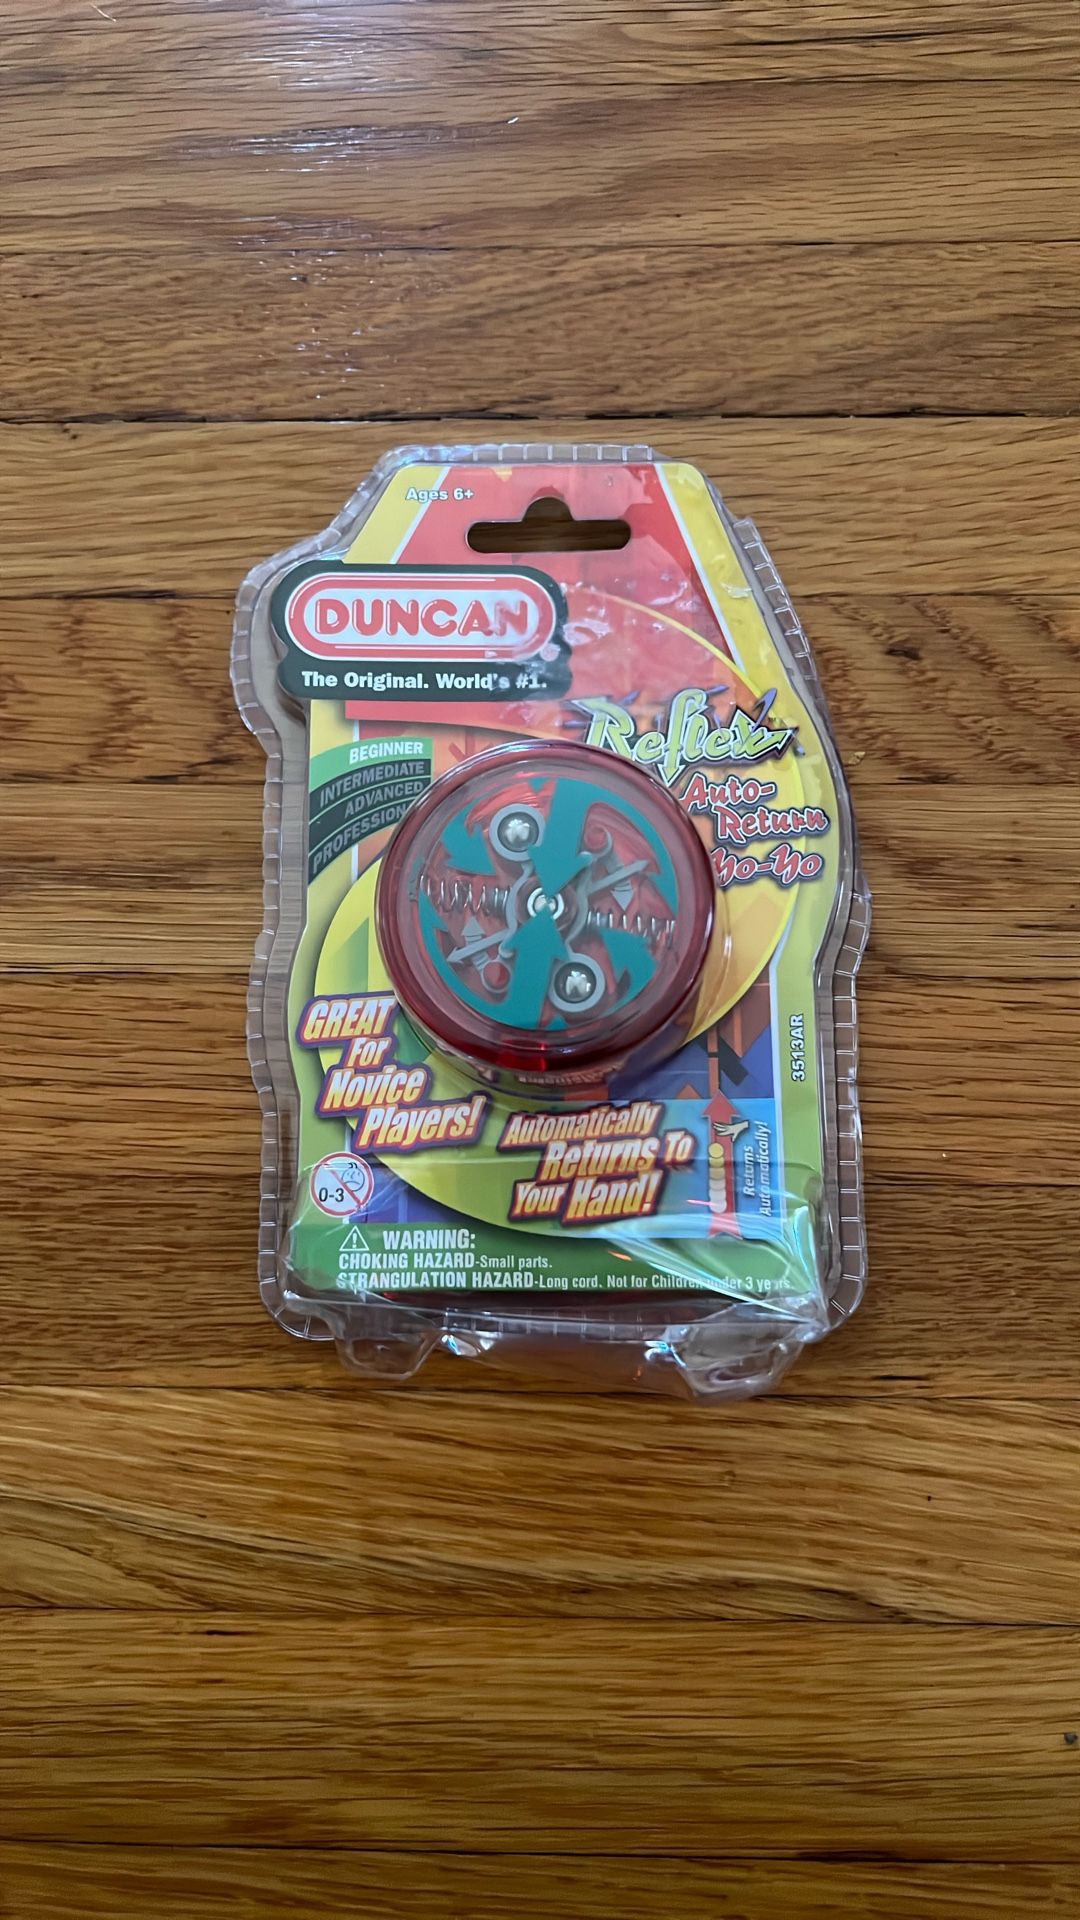 Ages 6+
DUNCAN
The Original. World's #1.
Reflex
Auto-
Return
Yo-Yo
BEGINNER
INTERMEDIATE
ADVANCED
PROFESSION
GREAT
For
Novice
Players!
Automatically
Returns To
Your Hand!
Returns
Automatically!
3513AR
0-3
WARNING:
CHOKING HAZARD-Small parts.
STRANGULATION HAZARD-Long cord. Not for Children under 3 years.